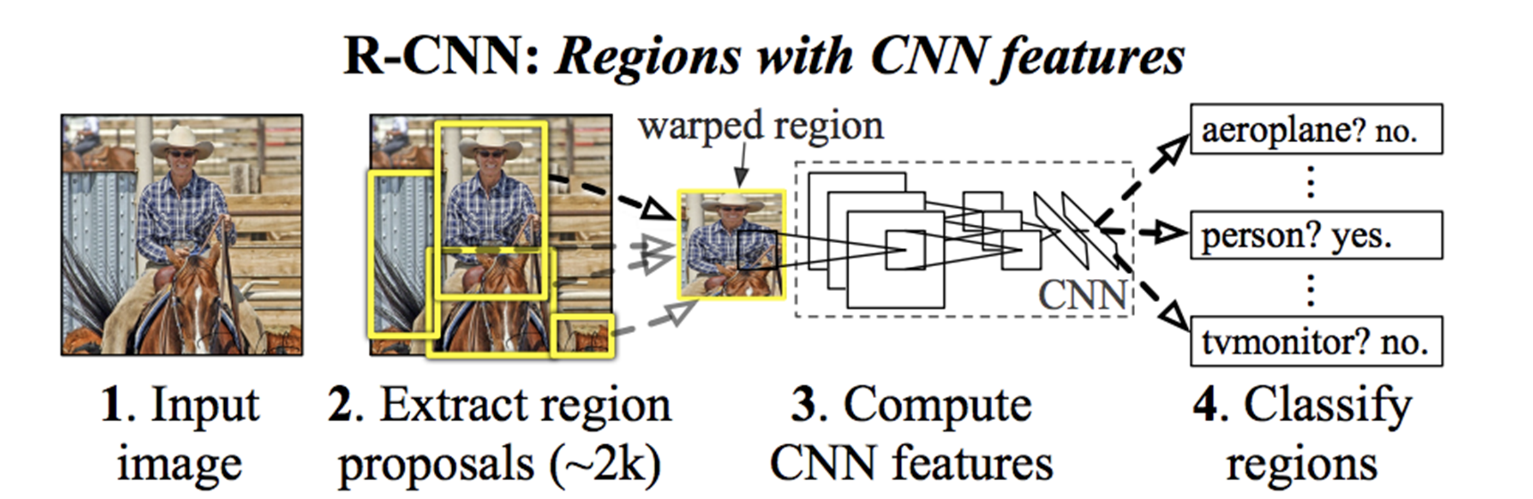 R-CNN: Regions with CNN features
warped region
aeroplane? no.
person? yes.
CNN
tvmonitor? no.
1. Input
image
2. Extract region
proposals (~2k)
3. Compute
CNN features
4. Classify
regions